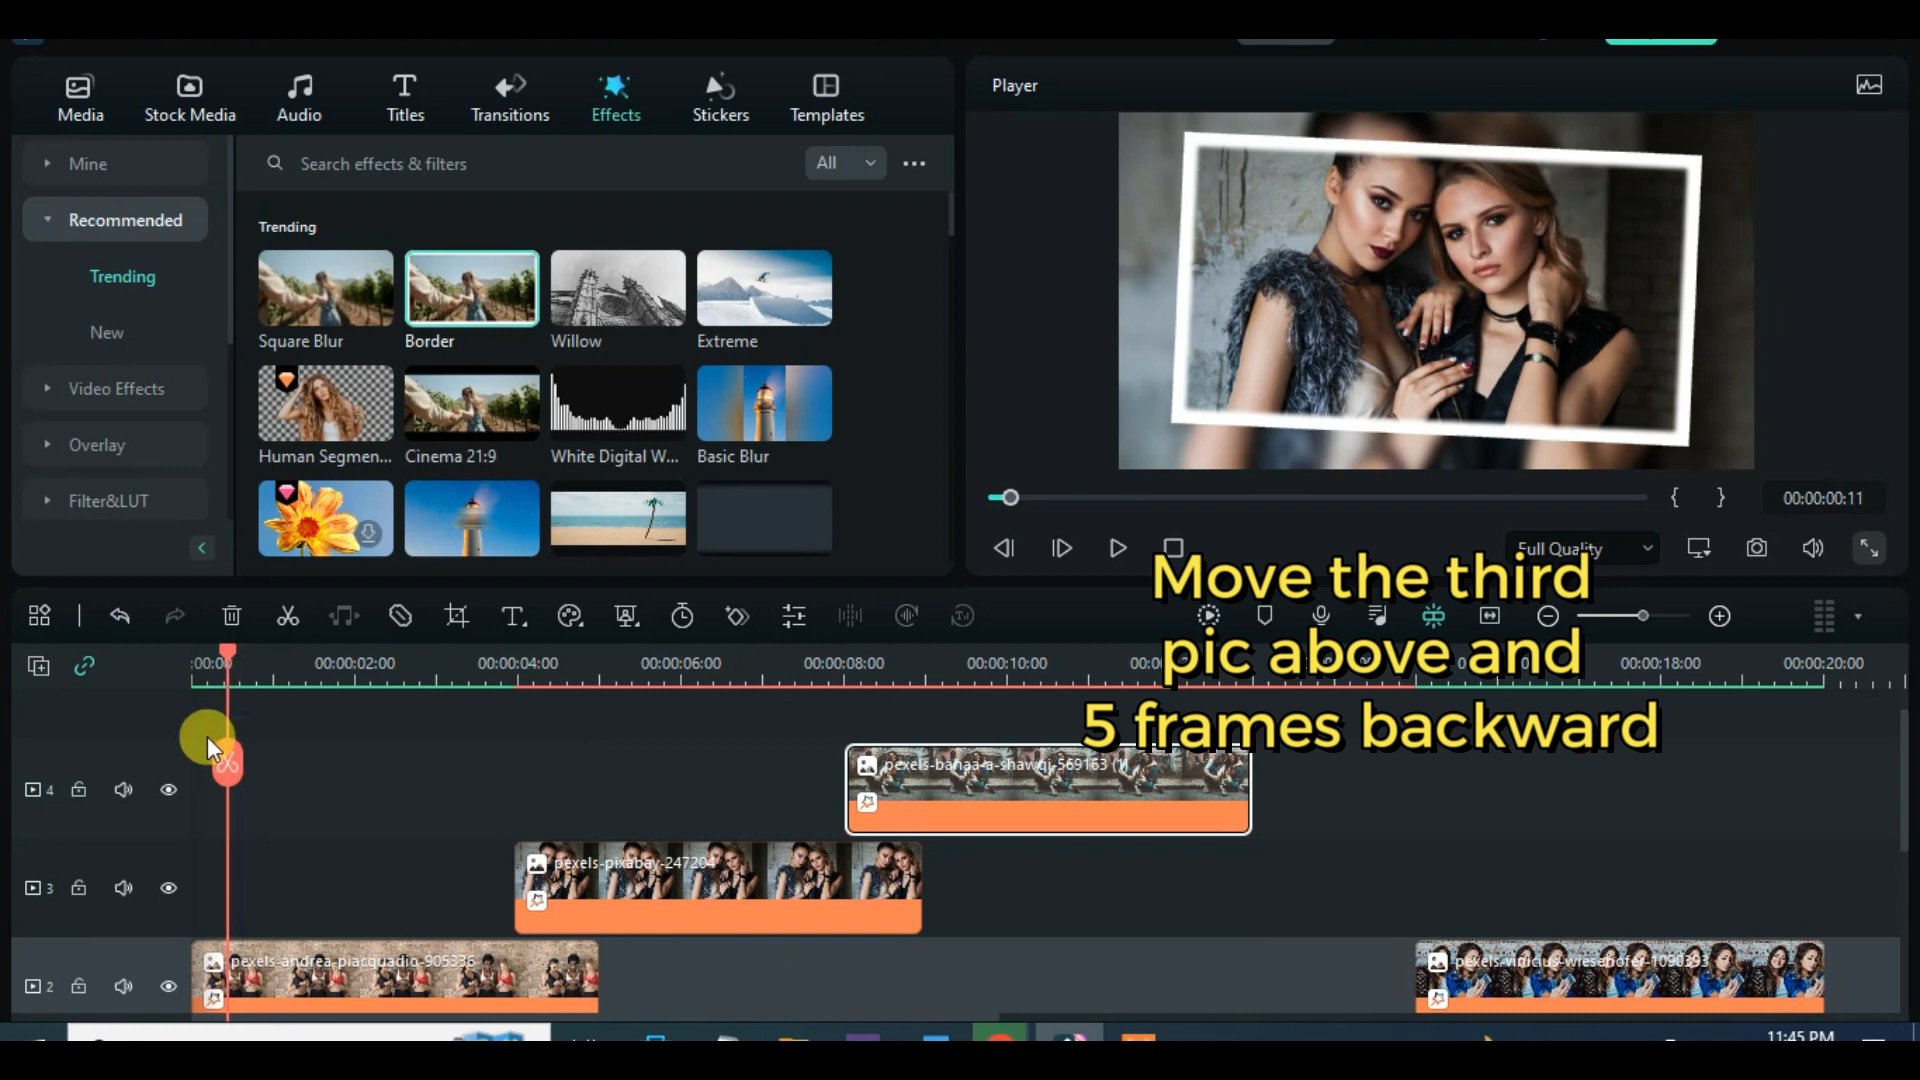 Media
Stock Media
Audio
Titles
Transitions
Effects
Stickers
Templates
Player
Mine
Search effects & filters
All
Recommended
Trending
Trending
New
Square Blur
Border
Willow
Extreme
Video Effects
Overlay
Human Segmen...
Cinema 21:9
White Digital W...
Basic Blur
Filter&LUT
00:00:00:11
Full Quality
Move the third
pic above and
5 frames backward
:00:00
00:00:02:00
00:00:04:00
00:00:06:00
00:00:08:00
00:00:10:00
00:00:18:00
00:00:20:00
4
pexels-bahaa-a-shawqi-569163 (1)
3
pexels-pixabay-247204
2
pexels-andrea-piacquadio-905336
pexels-vinicius-wiesehofer-1090393
11:45 PM